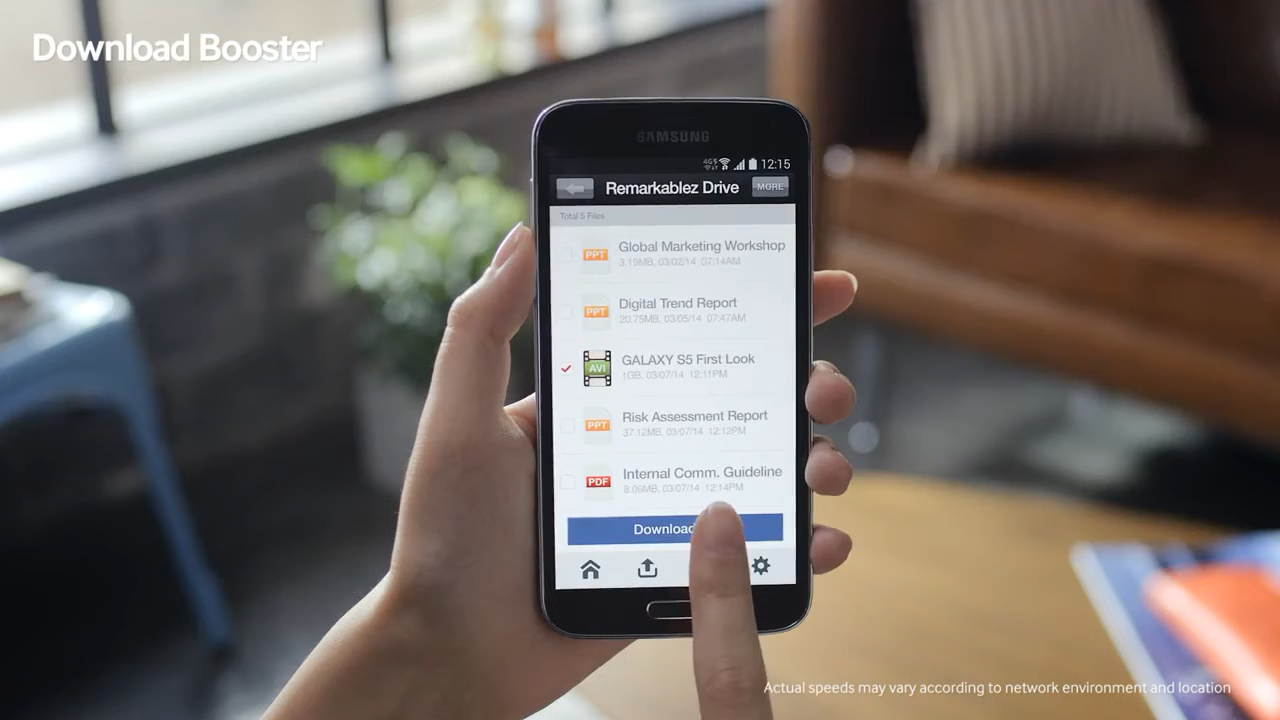 Download Booster
SAMSUNG
12:15
Remarkablez Drive
MORE
Total 5 Files
PPT
Global Marketing Workshop
3.19MB, 03/02/14 07:14AM
PPT
Digital Trend Report
20.75MB, 03/05/14 07:47AM
AVI
GALAXY S5 First Look
1GB, 03/07/14 12:11PM
PPT
Risk Assessment Report
37.12MB, 03/07/14 12:12PM
PDF
Internal Comm. Guideline
8.09MB, 03/07/14 12:14PM
Download
Actual speeds may vary according to network environment and location